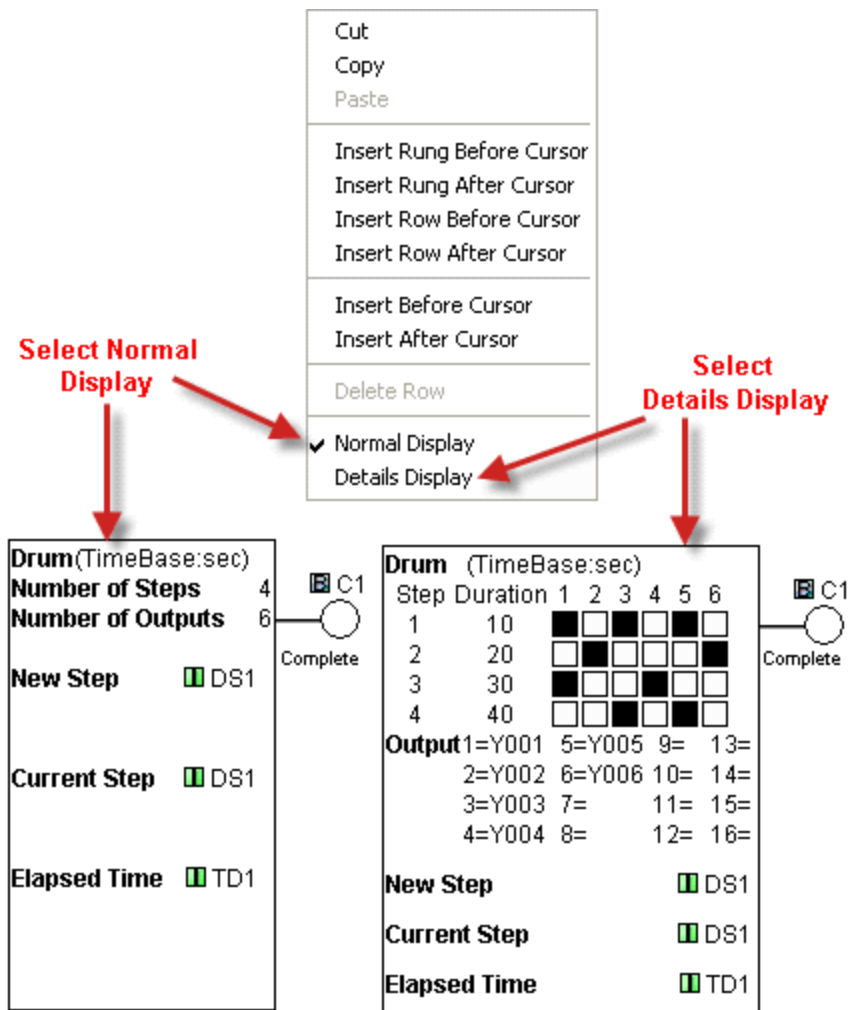 Cut
Copy
Paste
Insert Rung Before Cursor
Insert Rung After Cursor
Insert Row Before Cursor
Insert Row After Cursor
Insert Before Cursor
Insert After Cursor
Delete Row
Normal Display
Details Display
Select Normal
Display
Select
Details Display
Drum(TimeBase:sec)
Number of Steps 4
Number of Outputs 6
New Step DS1
Current Step DS1
Elapsed Time TD1
C1
Complete
Drum (TimeBase:sec)
Step Duration 1 2 3 4 5 6
1 10
2 20
3 30
4 40
Output 1=Y001 5=Y005 9= 13=
2=Y002 6=Y006 10= 14=
3=Y003 7= 11= 15=
4=Y004 8= 12= 16=
New Step DS1
Current Step DS1
Elapsed Time TD1
C1
Complete